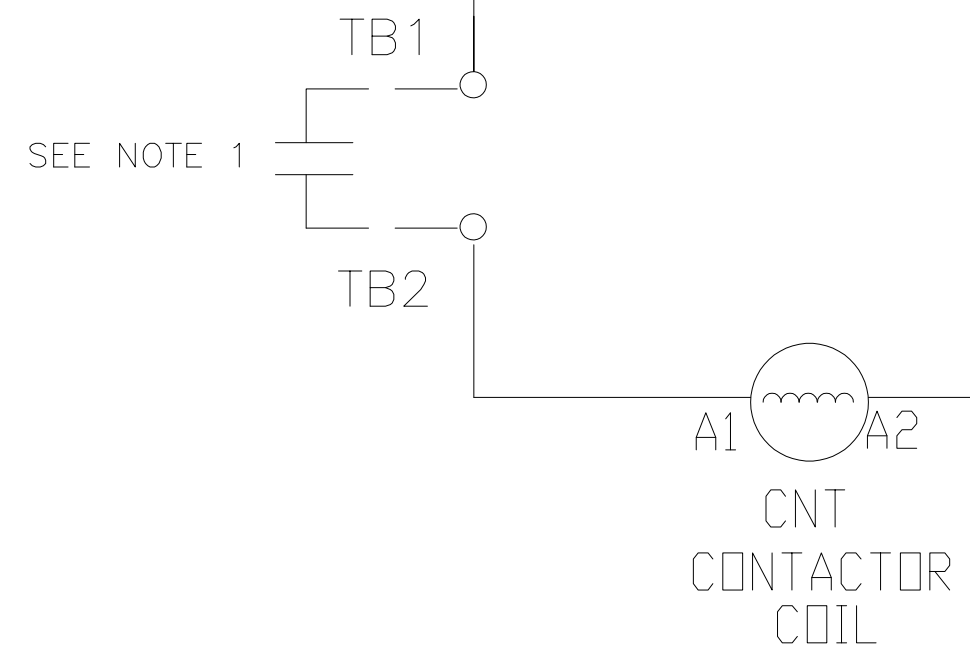 TB1
SEE NOTE 1
TB2
A1
A2
CNT
CONTACTOR
COIL